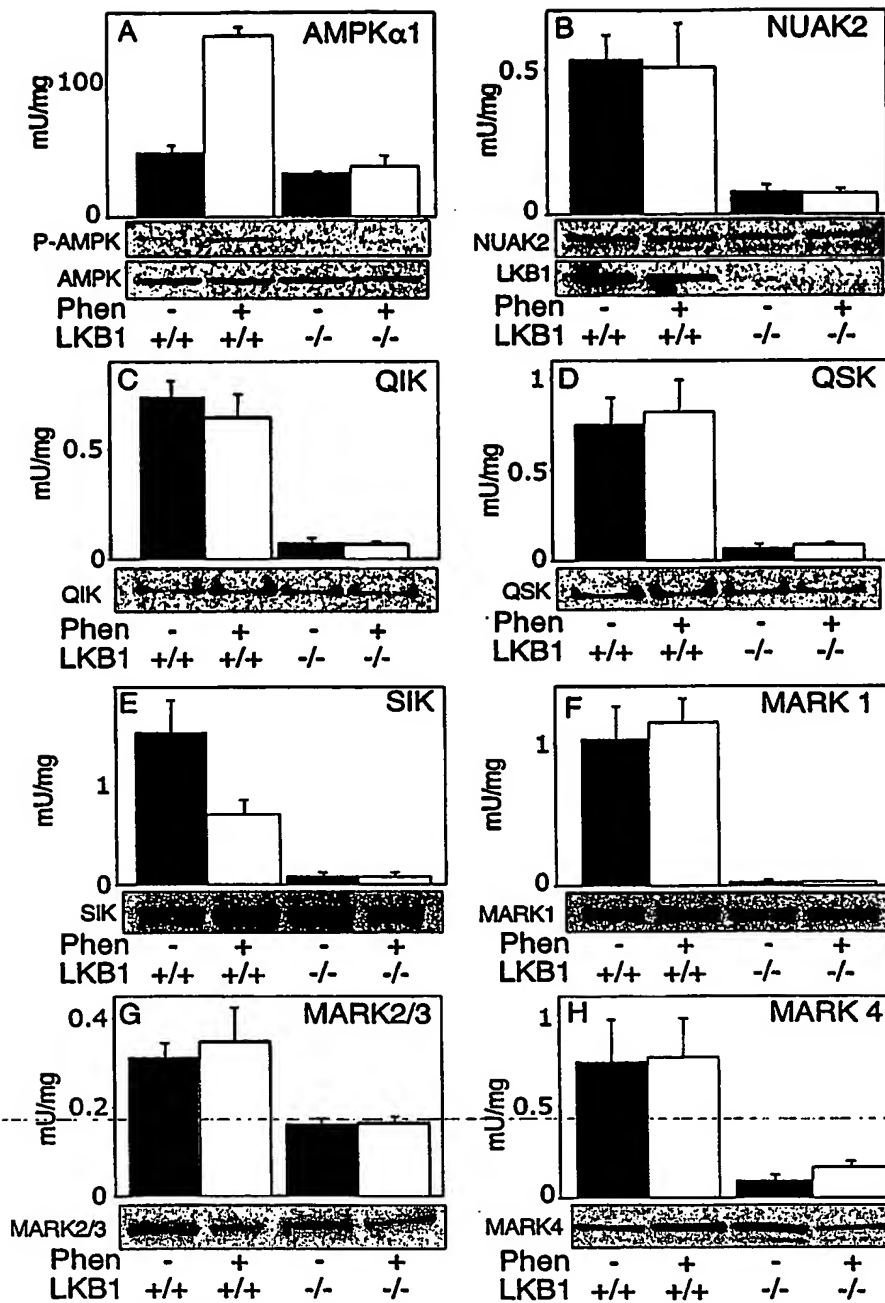 A AMPKα1
mU/mg
100
0
P-AMPK
AMPK
Phen - + - +
LKB1 +/+ +/+ -/- -/-
B NUAK2
mU/mg
0.5
0
NUAK2
LKB1
Phen - + - +
LKB1 +/+ +/+ -/- -/-
C QIK
mU/mg
0.5
0
QIK
Phen - + - +
LKB1 +/+ +/+ -/- -/-
D QSK
mU/mg
1
0.5
0
QSK
Phen - + - +
LKB1 +/+ +/+ -/- -/-
E SIK
mU/mg
1
0
SIK
Phen - + - +
LKB1 +/+ +/+ -/- -/-
F MARK 1
mU/mg
1
0
MARK1
Phen - + - +
LKB1 +/+ +/+ -/- -/-
G MARK2/3
mU/mg
0.4
0.2
0
MARK2/3
Phen - + - +
LKB1 +/+ +/+ -/- -/-
H MARK 4
mU/mg
1
0.5
0
MARK4
Phen - + - +
LKB1 +/+ +/+ -/- -/-